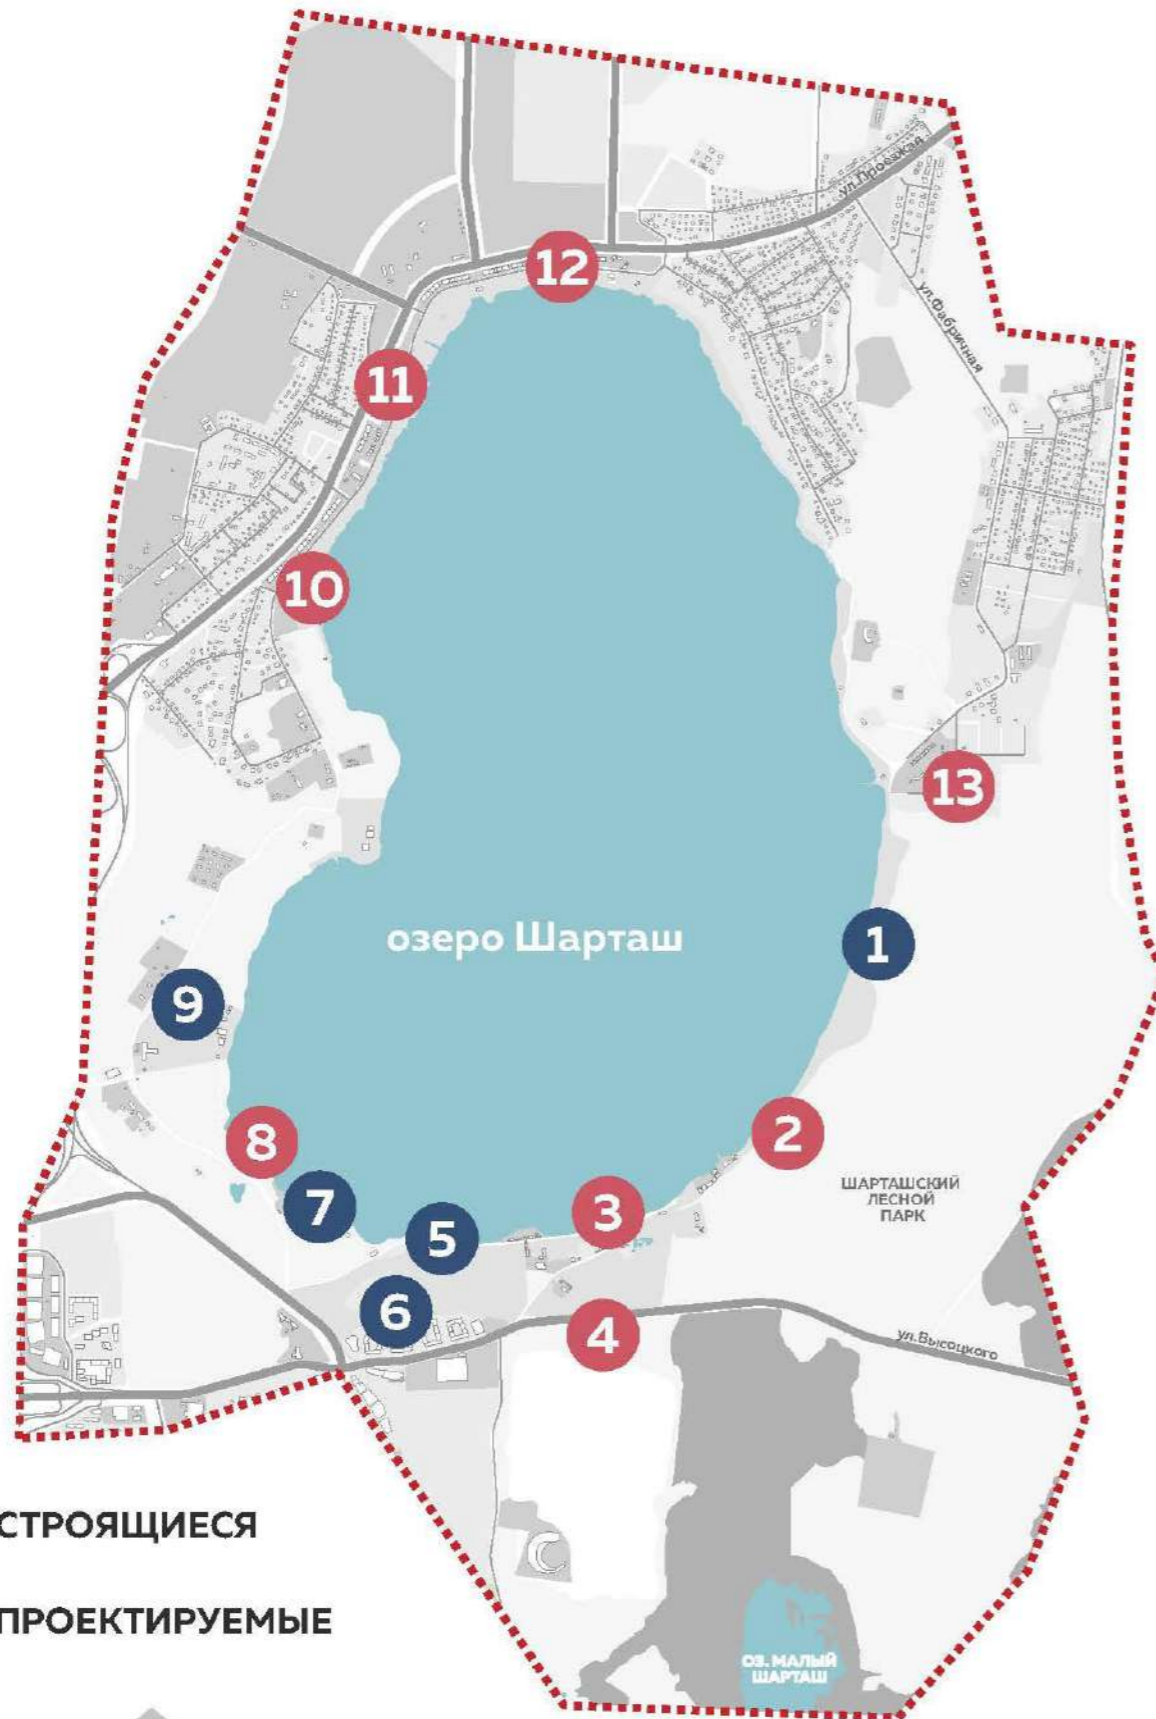 ул.Проезжая
12
ул.Фабричная
11
10
13
озеро Шарташ
1
9
2
8
ШАРТАШСКИЙ
ЛЕСНОЙ
ПАРК
7
3
5
6
4
ул.Высоцкого
СТРОЯЩИЕСЯ
ПРОЕКТИРУЕМЫЕ
ОЗ. МАЛЫЙ
ШАРТАШ